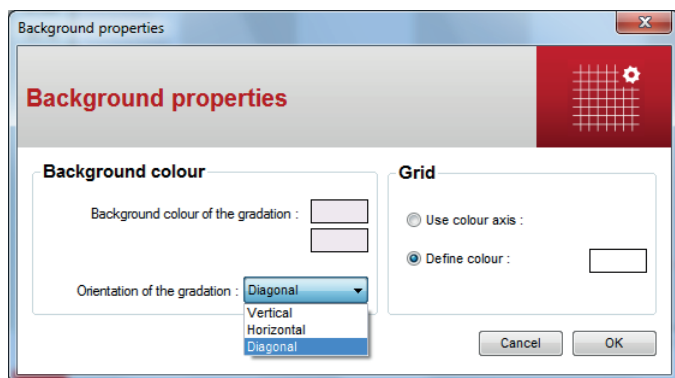 Background properties
Background properties
Background colour
Background colour of the gradation :
Orientation of the gradation : Diagonal
Vertical
Horizontal
Diagonal
Grid
Use colour axis :
Define colour :
Cancel OK